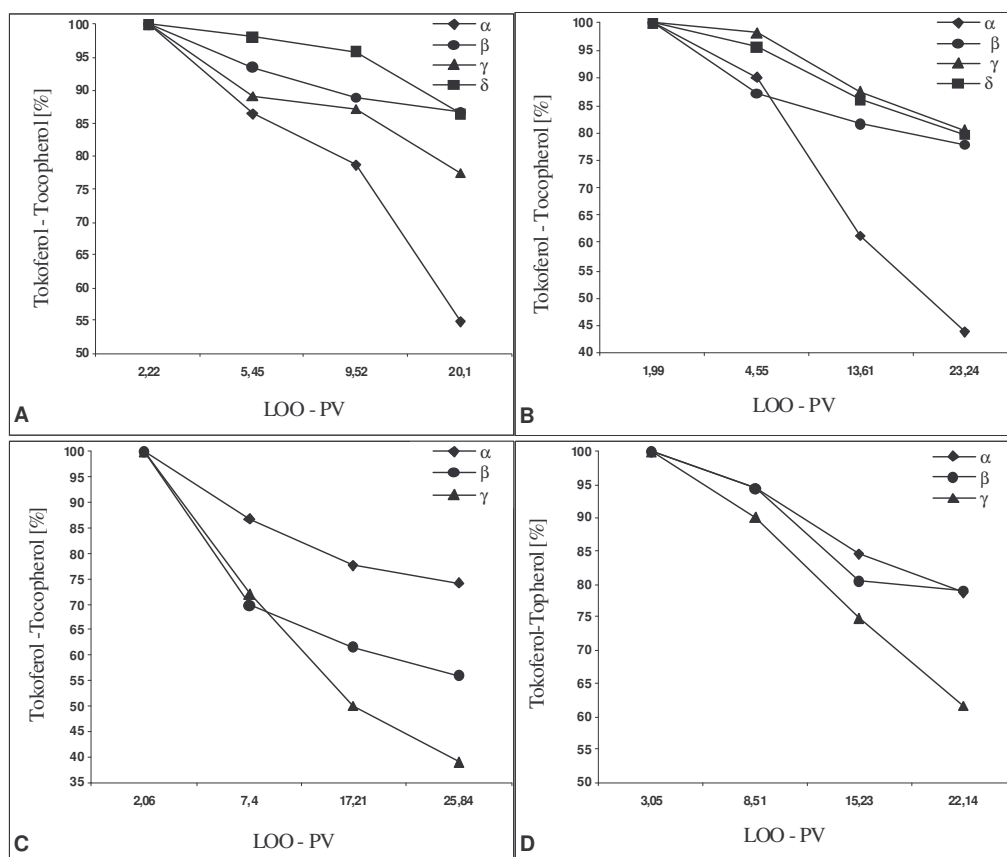 Tokoferol - Tocopherol [%]
100
95
90
85
80
75
70
65
60
55
50
2,22 5,45 9,52 20,1
LOO - PV
α
β
γ
δ
A
Tokoferol - Tocopherol [%]
100
95
90
85
80
75
70
65
60
55
50
45
40
1,99 4,55 13,61 23,24
LOO - PV
α
β
γ
δ
B
Tokoferol -Tocopherol [%]
100
95
90
85
80
75
70
65
60
55
50
45
40
35
2,06 7,4 17,21 25,84
LOO - PV
α
β
γ
C
Tokoferol-Topherol [%]
100
95
90
85
80
75
70
65
60
55
50
3,05 8,51 15,23 22,14
LOO - PV
α
β
γ
D